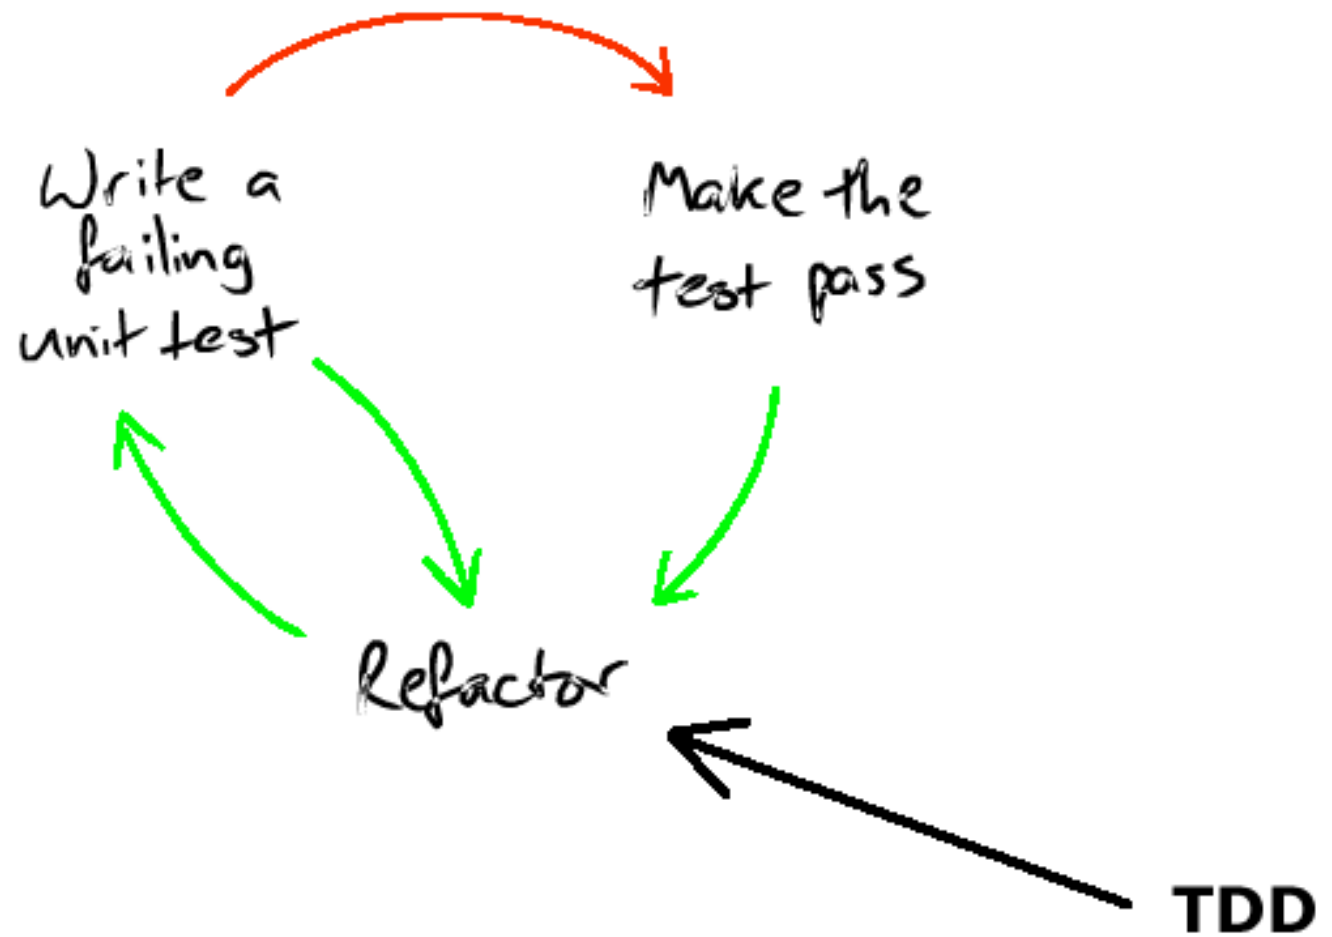 Write a
failing
unit test
Make the
test pass
Refactor
TDD